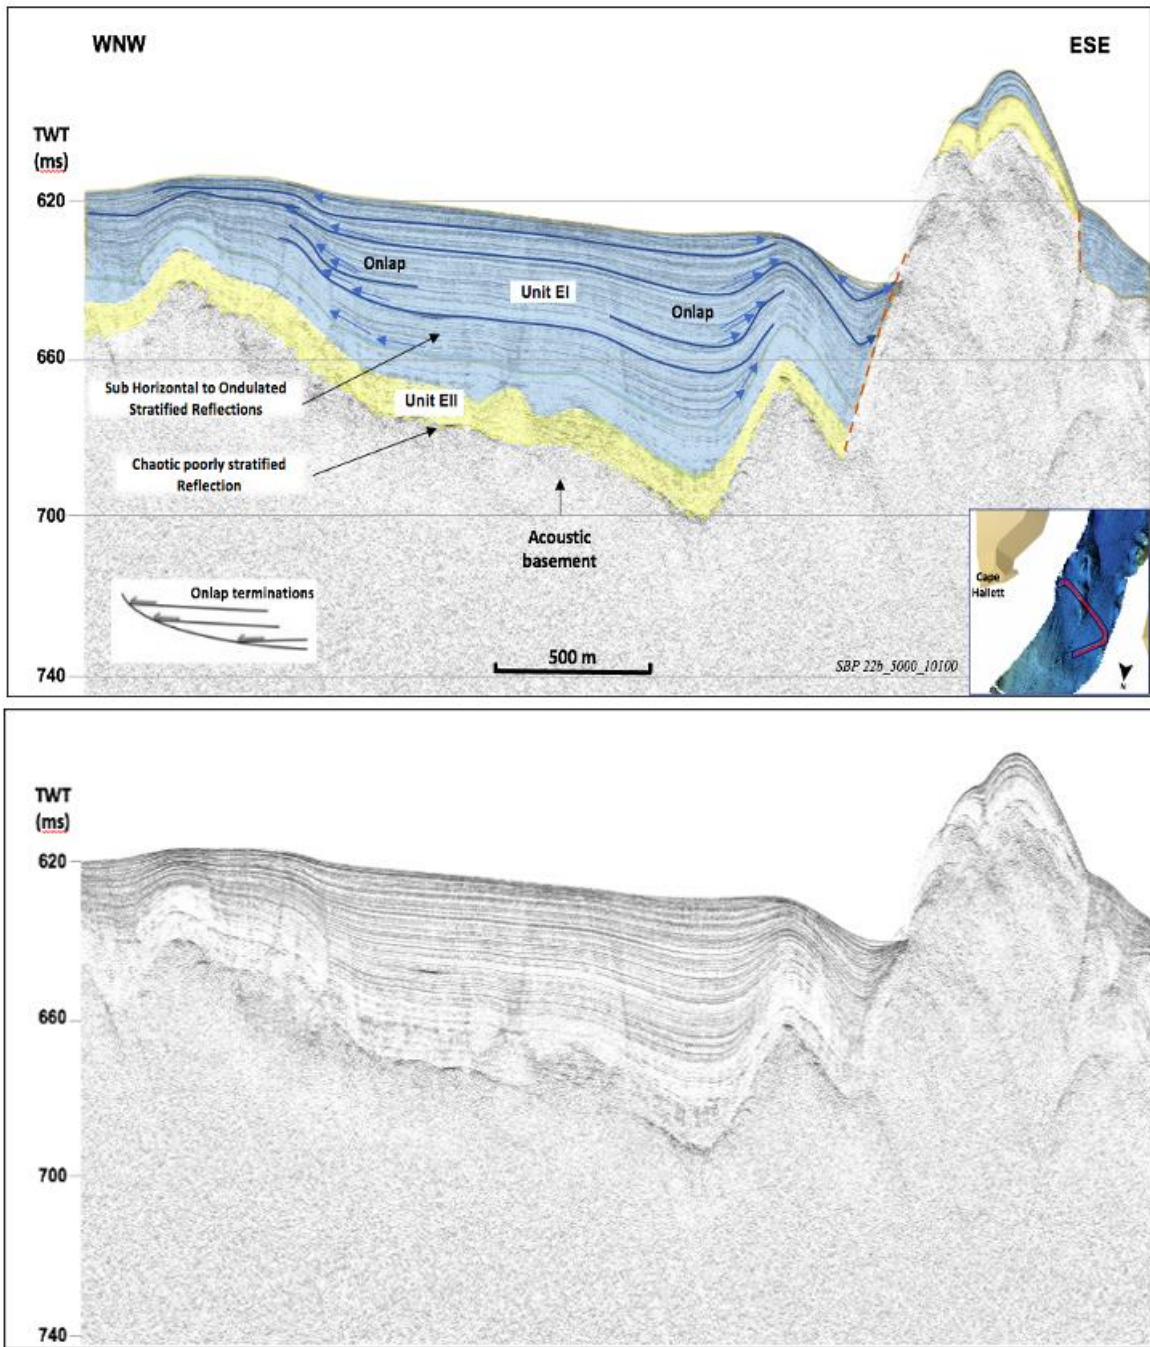 WNW
ESE
TWT
(ms)
620
Onlap
Unit EI
Onlap
660
Sub Horizontal to Ondulated
Stratified Reflections
Unit EII
Chaotic poorly stratified
Reflection
700
Acoustic
basement
Cape
Hallett
Onlap terminations
500 m
SBP 22b_5000_10100
N
740
TWT
(ms)
620
660
700
740